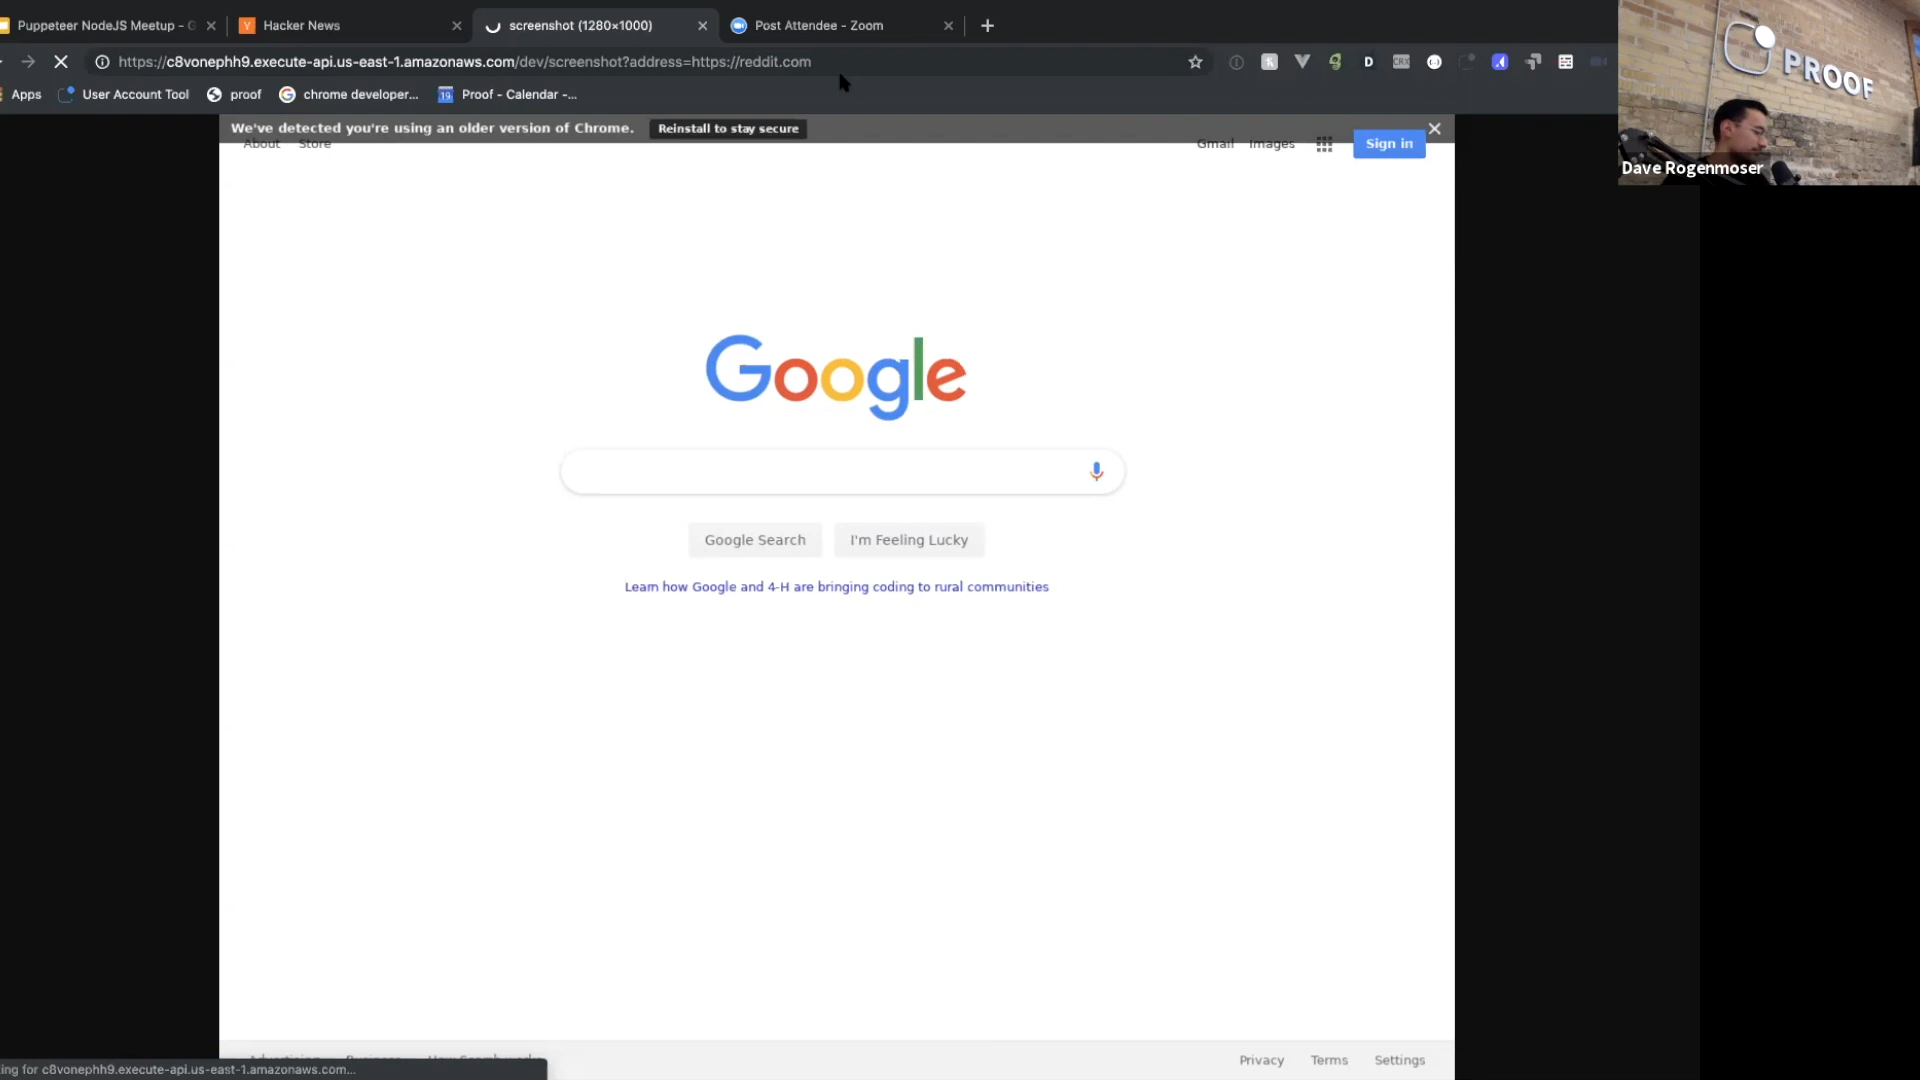 Puppeteer NodeJS Meetup - G
Hacker News
screenshot (1280×1000)
Post Attendee - Zoom
https://c8vonephh9.execute-api.us-east-1.amazonaws.com/dev/screenshot?address=https://reddit.com
Apps
User Account Tool
proof
chrome developer...
19
Proof - Calendar -...
PROOF
Dave Rogenmoser
We've detected you're using an older version of Chrome.
Reinstall to stay secure
About
Store
Gmail
Images
Sign in
Google
Google Search
I'm Feeling Lucky
Learn how Google and 4-H are bringing coding to rural communities
Privacy
Terms
Settings
ing for c8vonephh9.execute-api.us-east-1.amazonaws.com...